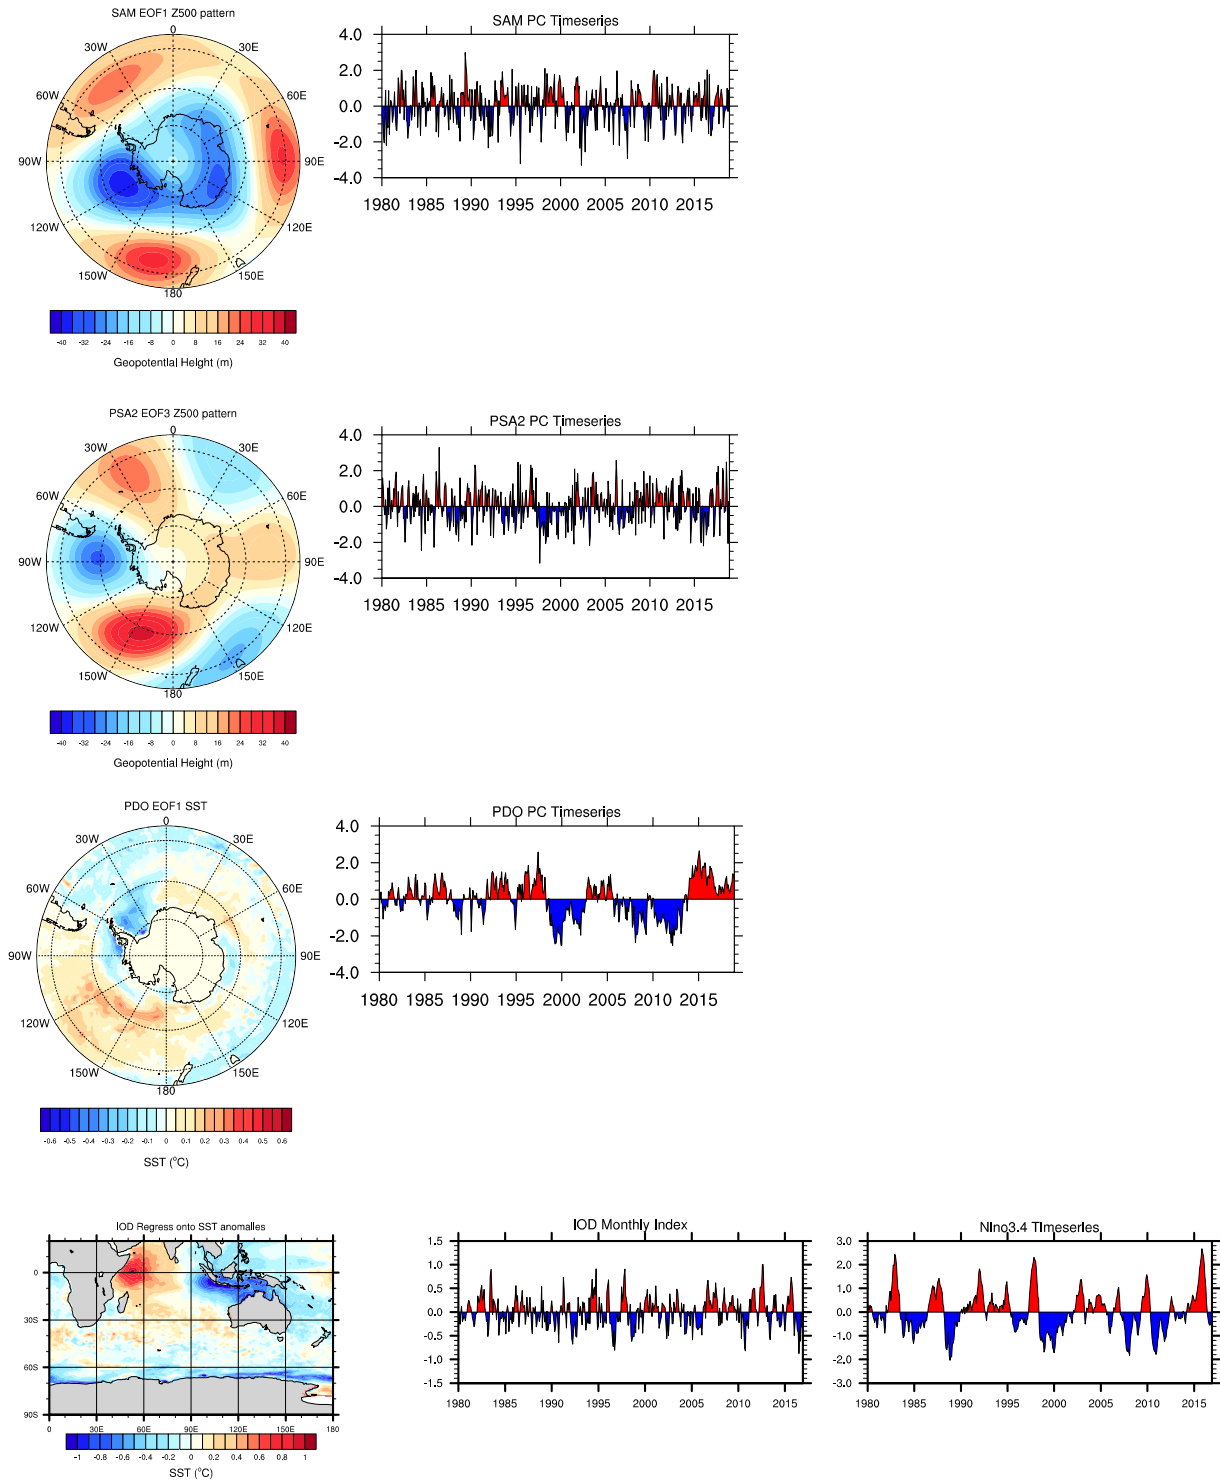 SAM EOF1 Z500 pattern
0
30W
30E
60W
60E
90W
90E
120W
120E
150W
150E
180
-40 -32 -24 -16 -8 0 8 16 24 32 40
Geopotential Height (m)
SAM PC Timeseries
4.0
2.0
0.0
-2.0
-4.0
1980 1985 1990 1995 2000 2005 2010 2015
PSA2 EOF3 Z500 pattern
0
30W
30E
60W
60E
90W
90E
120W
120E
150W
150E
180
-40 -32 -24 -16 -8 0 8 16 24 32 40
Geopotential Height (m)
PSA2 PC Timeseries
4.0
2.0
0.0
-2.0
-4.0
1980 1985 1990 1995 2000 2005 2010 2015
PDO EOF1 SST
0
30W
30E
60W
60E
90W
90E
120W
120E
150W
150E
180
-0.6 -0.5 -0.4 -0.3 -0.2 -0.1 0 0.1 0.2 0.3 0.4 0.5 0.6
SST (°C)
PDO PC Timeseries
4.0
2.0
0.0
-2.0
-4.0
1980 1985 1990 1995 2000 2005 2010 2015
IOD Regress onto SST anomalies
0
30S
60S
90S
0 30E 60E 90E 120E 150E 180
-1 -0.8 -0.6 -0.4 -0.2 0 0.2 0.4 0.6 0.8 1
SST (°C)
IOD Monthly Index
1.5
1.0
0.5
0.0
-0.5
-1.0
-1.5
1980 1985 1990 1995 2000 2005 2010 2015
Nino3.4 Timeseries
3.0
2.0
1.0
0.0
-1.0
-2.0
-3.0
1980 1985 1990 1995 2000 2005 2010 2015